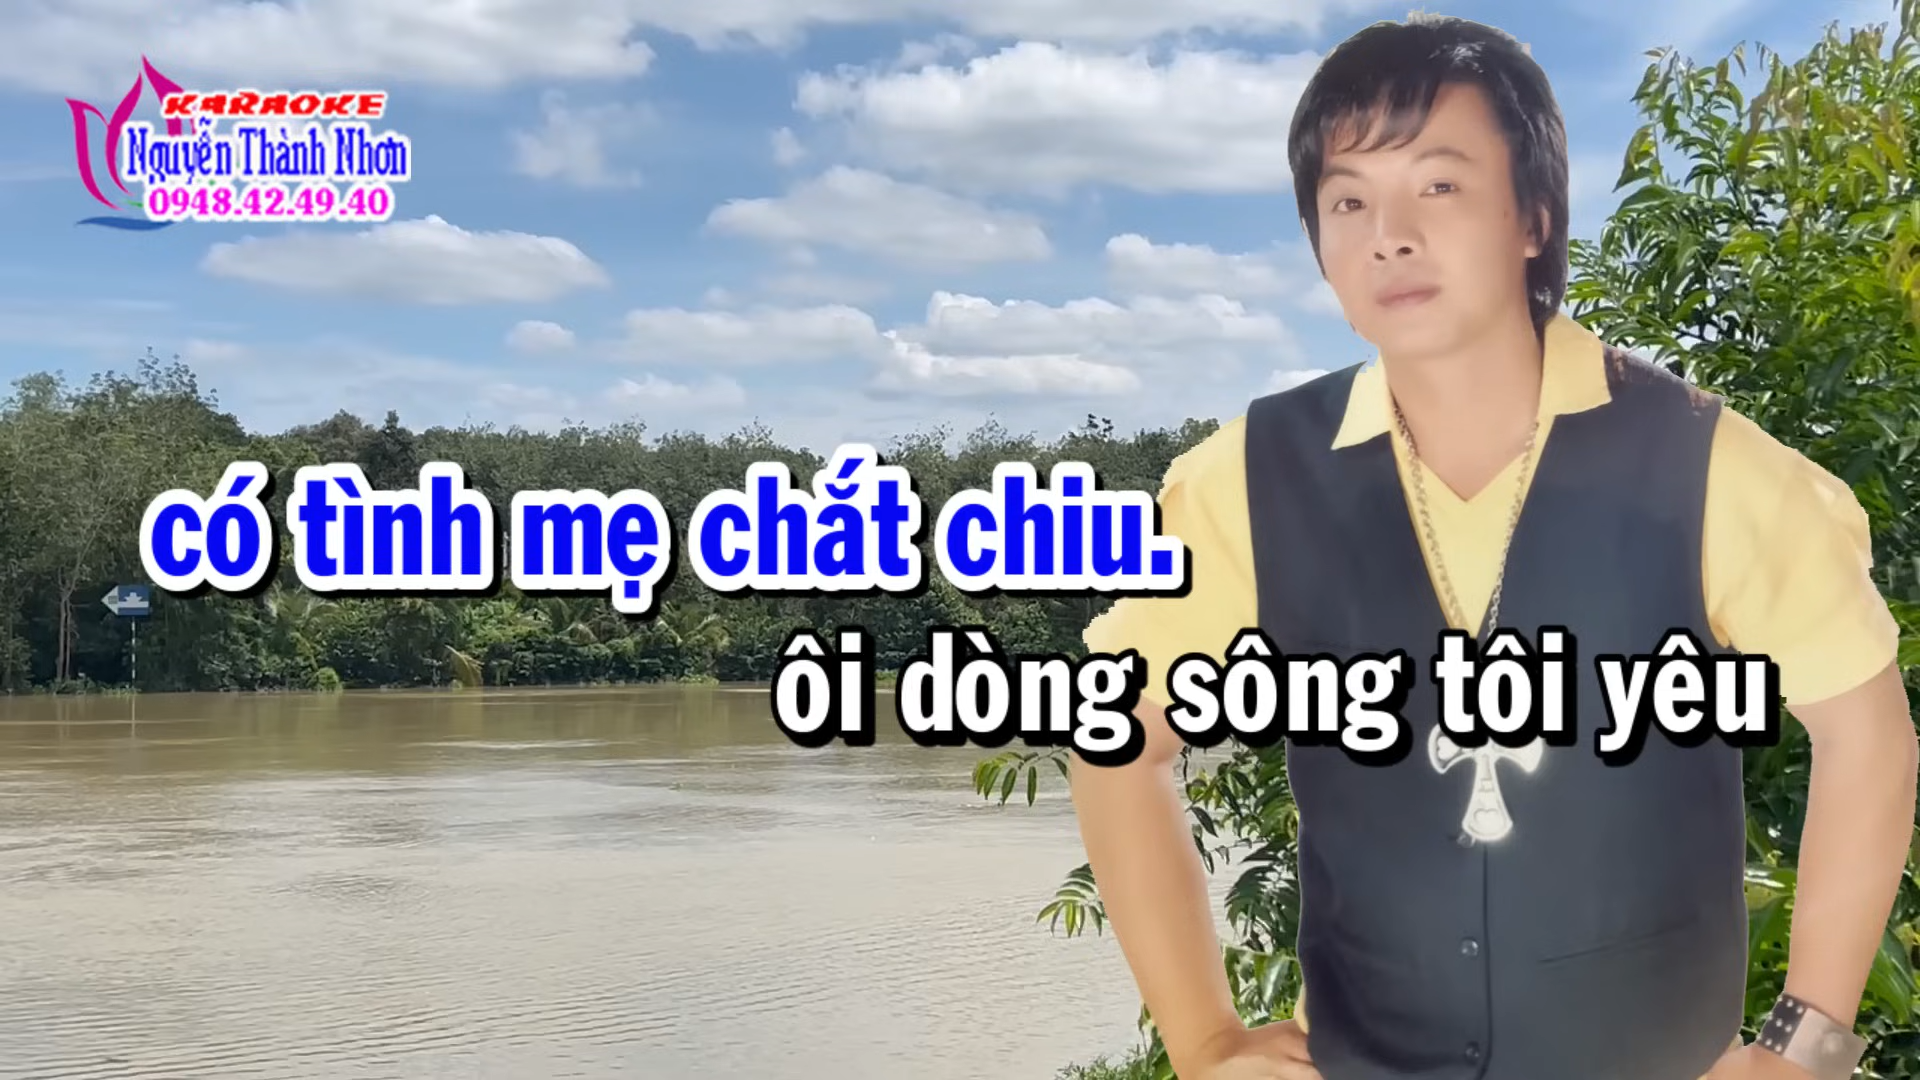 KARAOKE
Nguyễn Thành Nhơn
0948.42.49.40
có tình mẹ chắt chiu.
ôi dòng sông tôi yêu